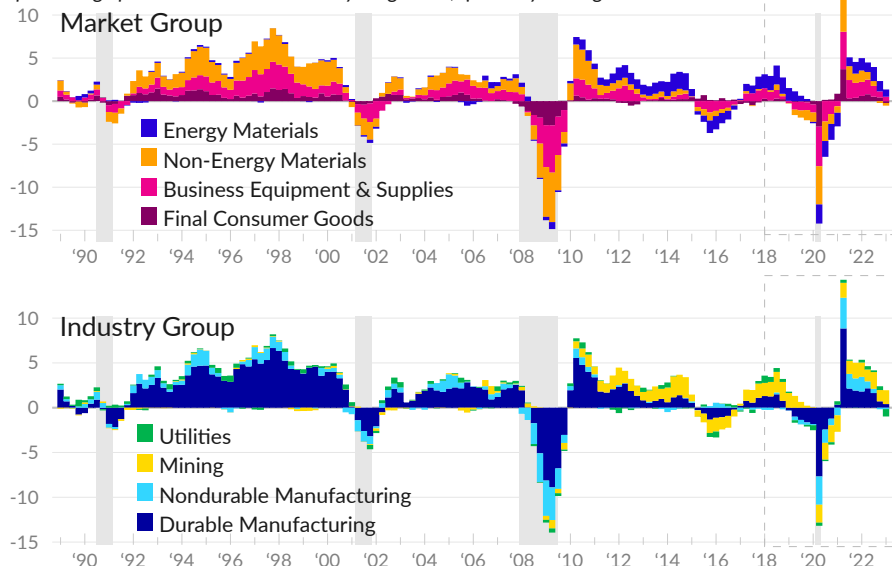 10
Market Group
5
0
-5
-10
-15
Energy Materials
Non-Energy Materials
Business Equipment & Supplies
Final Consumer Goods
‘90 ‘92 ‘94 ‘96 ‘98 ‘00 ‘02 ‘04 ‘06 ‘08 ‘10 ‘12 ‘14 ‘16 ‘18 ‘20 ‘22
10
Industry Group
5
0
-5
-10
-15
Utilities
Mining
Nondurable Manufacturing
Durable Manufacturing
‘90 ‘92 ‘94 ‘96 ‘98 ‘00 ‘02 ‘04 ‘06 ‘08 ‘10 ‘12 ‘14 ‘16 ‘18 ‘20 ‘22